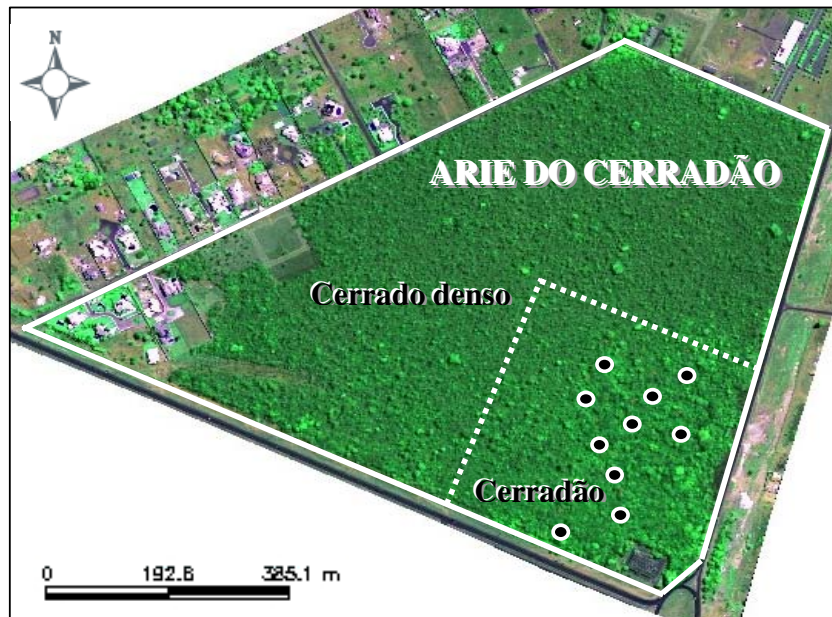 N
ARIE DO CERRADÃO
Cerrado denso
Cerradão
0 192.6 385.1 m